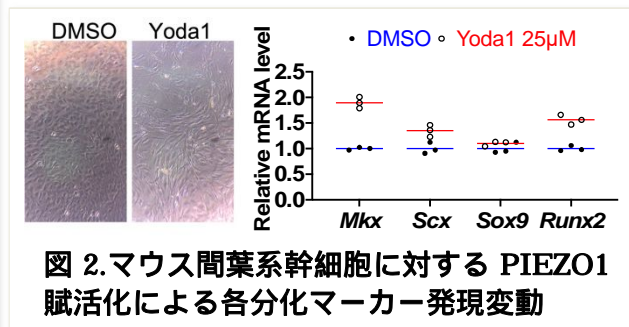 DMSO Yoda1
• DMSO ○ Yoda1 25µM
Relative mRNA level
2.5
2.0
1.5
1.0
0.5
0.0
Mkx Scx Sox9 Runx2
図 2.マウス間葉系幹細胞に対する PIEZO1
賦活化による各分化マーカー発現変動